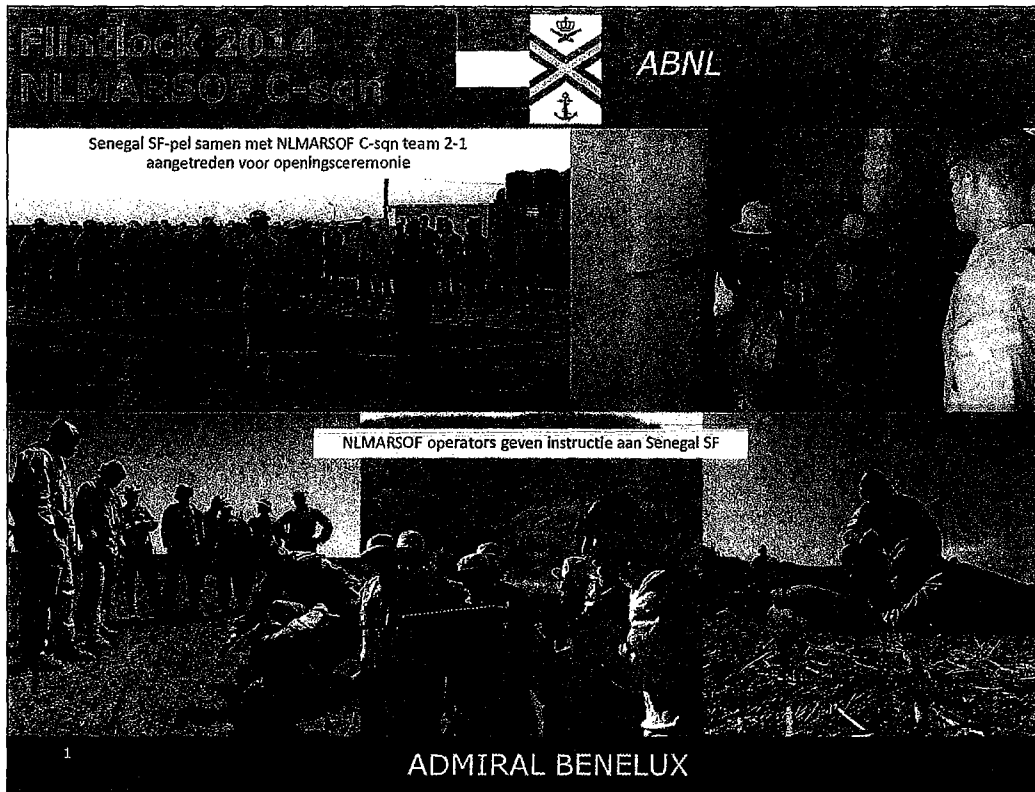 Flintlock 2014
NLMARSOF C-sqn
ABNL
Senegal SF-pel samen met NLMARSOF C-sqn team 2-1
aangetreden voor openingsceremonie
NLMARSOF operators geven instructie aan Senegal SF
1
ADMIRAL BENELUX